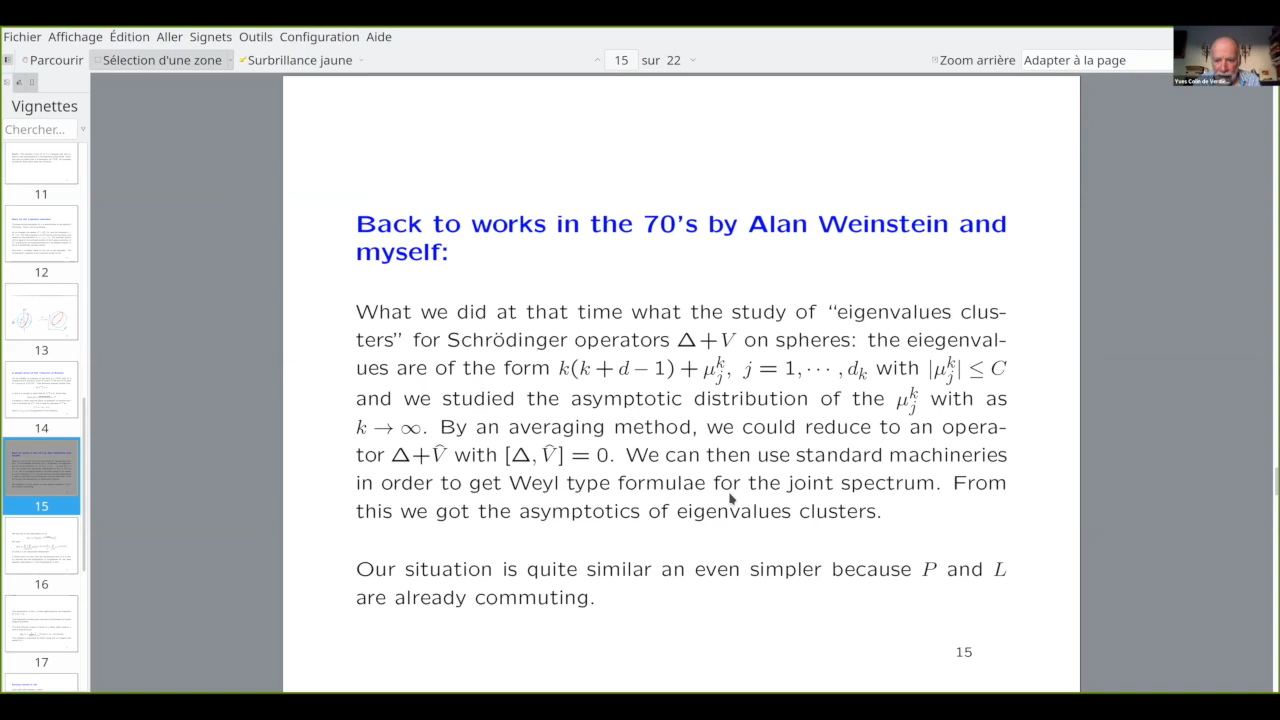 Fichier Affichage Édition Aller Signets Outils Configuration Aide
Parcourir Sélection d'une zone Surbrillance jaune 15 sur 22 Zoom arrière Adapter à la page
Yves Colin de Verdiè...
Vignettes
Chercher...
11
12
13
14
15
16
17
Back to works in the 70's by Alan Weinstein and
myself:
What we did at that time what the study of “eigenvalues clus-
ters” for Schrödinger operators Δ+V on spheres: the eiegenval-
ues are of the form k(k + d − 1) + μ_j^k, j = 1, ⋯ , d_k with |μ_j^k| ≤ C
and we studied the asymptotic distribution of the μ_j^k with as
k → ∞. By an averaging method, we could reduce to an opera-
tor Δ+V̂ with [Δ, V̂] = 0. We can then use standard machineries
in order to get Weyl type formulae for the joint spectrum. From
this we got the asymptotics of eigenvalues clusters.
Our situation is quite similar an even simpler because P and L
are already commuting.
15